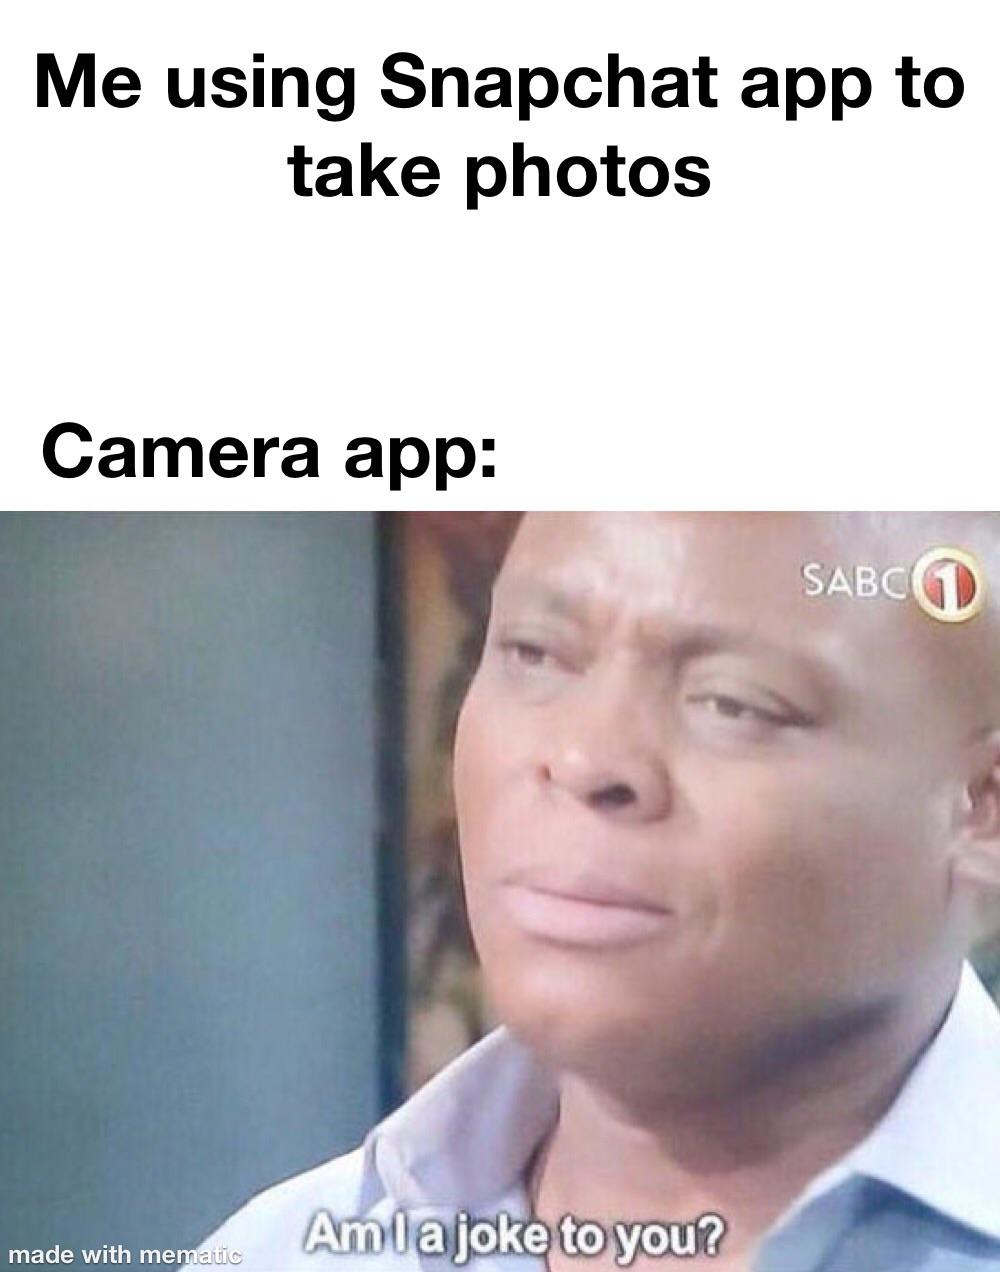 Me using Snapchat app to
take photos
Camera app:
SABC 1
Am I a joke to you?
made with mematic